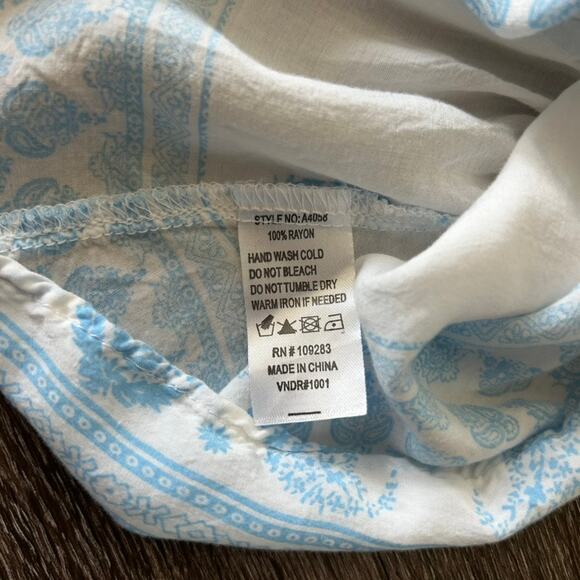 STYLE NO: A4058
100% RAYON
HAND WASH COLD
DO NOT BLEACH
DO NOT TUMBLE DRY
WARM IRON IF NEEDED
RN # 109283
MADE IN CHINA
VNDR#1001